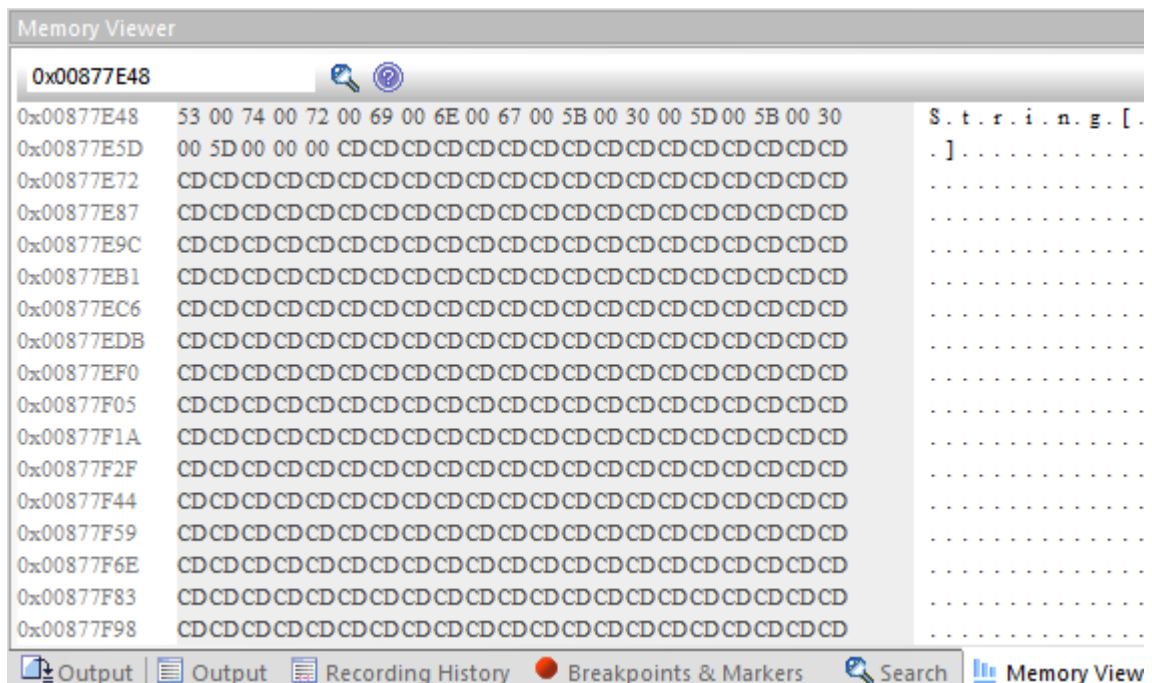 Memory Viewer
0x00877E48
0x00877E48 53 00 74 00 72 00 69 00 6E 00 67 00 5B 00 30 00 5D 00 5B 00 30 S.t.r.i.n.g.[.
0x00877E5D 00 5D 00 00 00 CDCDCDCDCDCDCDCDCDCDCDCDCDCDCDCD .]............
0x00877E72 CDCDCDCDCDCDCDCDCDCDCDCDCDCDCDCDCDCDCDCDCD ..............
0x00877E87 CDCDCDCDCDCDCDCDCDCDCDCDCDCDCDCDCDCDCDCDCD ..............
0x00877E9C CDCDCDCDCDCDCDCDCDCDCDCDCDCDCDCDCDCDCDCDCD ..............
0x00877EB1 CDCDCDCDCDCDCDCDCDCDCDCDCDCDCDCDCDCDCDCDCD ..............
0x00877EC6 CDCDCDCDCDCDCDCDCDCDCDCDCDCDCDCDCDCDCDCDCD ..............
0x00877EDB CDCDCDCDCDCDCDCDCDCDCDCDCDCDCDCDCDCDCDCDCD ..............
0x00877EF0 CDCDCDCDCDCDCDCDCDCDCDCDCDCDCDCDCDCDCDCDCD ..............
0x00877F05 CDCDCDCDCDCDCDCDCDCDCDCDCDCDCDCDCDCDCDCDCD ..............
0x00877F1A CDCDCDCDCDCDCDCDCDCDCDCDCDCDCDCDCDCDCDCDCD ..............
0x00877F2F CDCDCDCDCDCDCDCDCDCDCDCDCDCDCDCDCDCDCDCDCD ..............
0x00877F44 CDCDCDCDCDCDCDCDCDCDCDCDCDCDCDCDCDCDCDCDCD ..............
0x00877F59 CDCDCDCDCDCDCDCDCDCDCDCDCDCDCDCDCDCDCDCDCD ..............
0x00877F6E CDCDCDCDCDCDCDCDCDCDCDCDCDCDCDCDCDCDCDCDCD ..............
0x00877F83 CDCDCDCDCDCDCDCDCDCDCDCDCDCDCDCDCDCDCDCDCD ..............
0x00877F98 CDCDCDCDCDCDCDCDCDCDCDCDCDCDCDCDCDCDCDCDCD ..............
Output Output Recording History Breakpoints & Markers Search Memory View